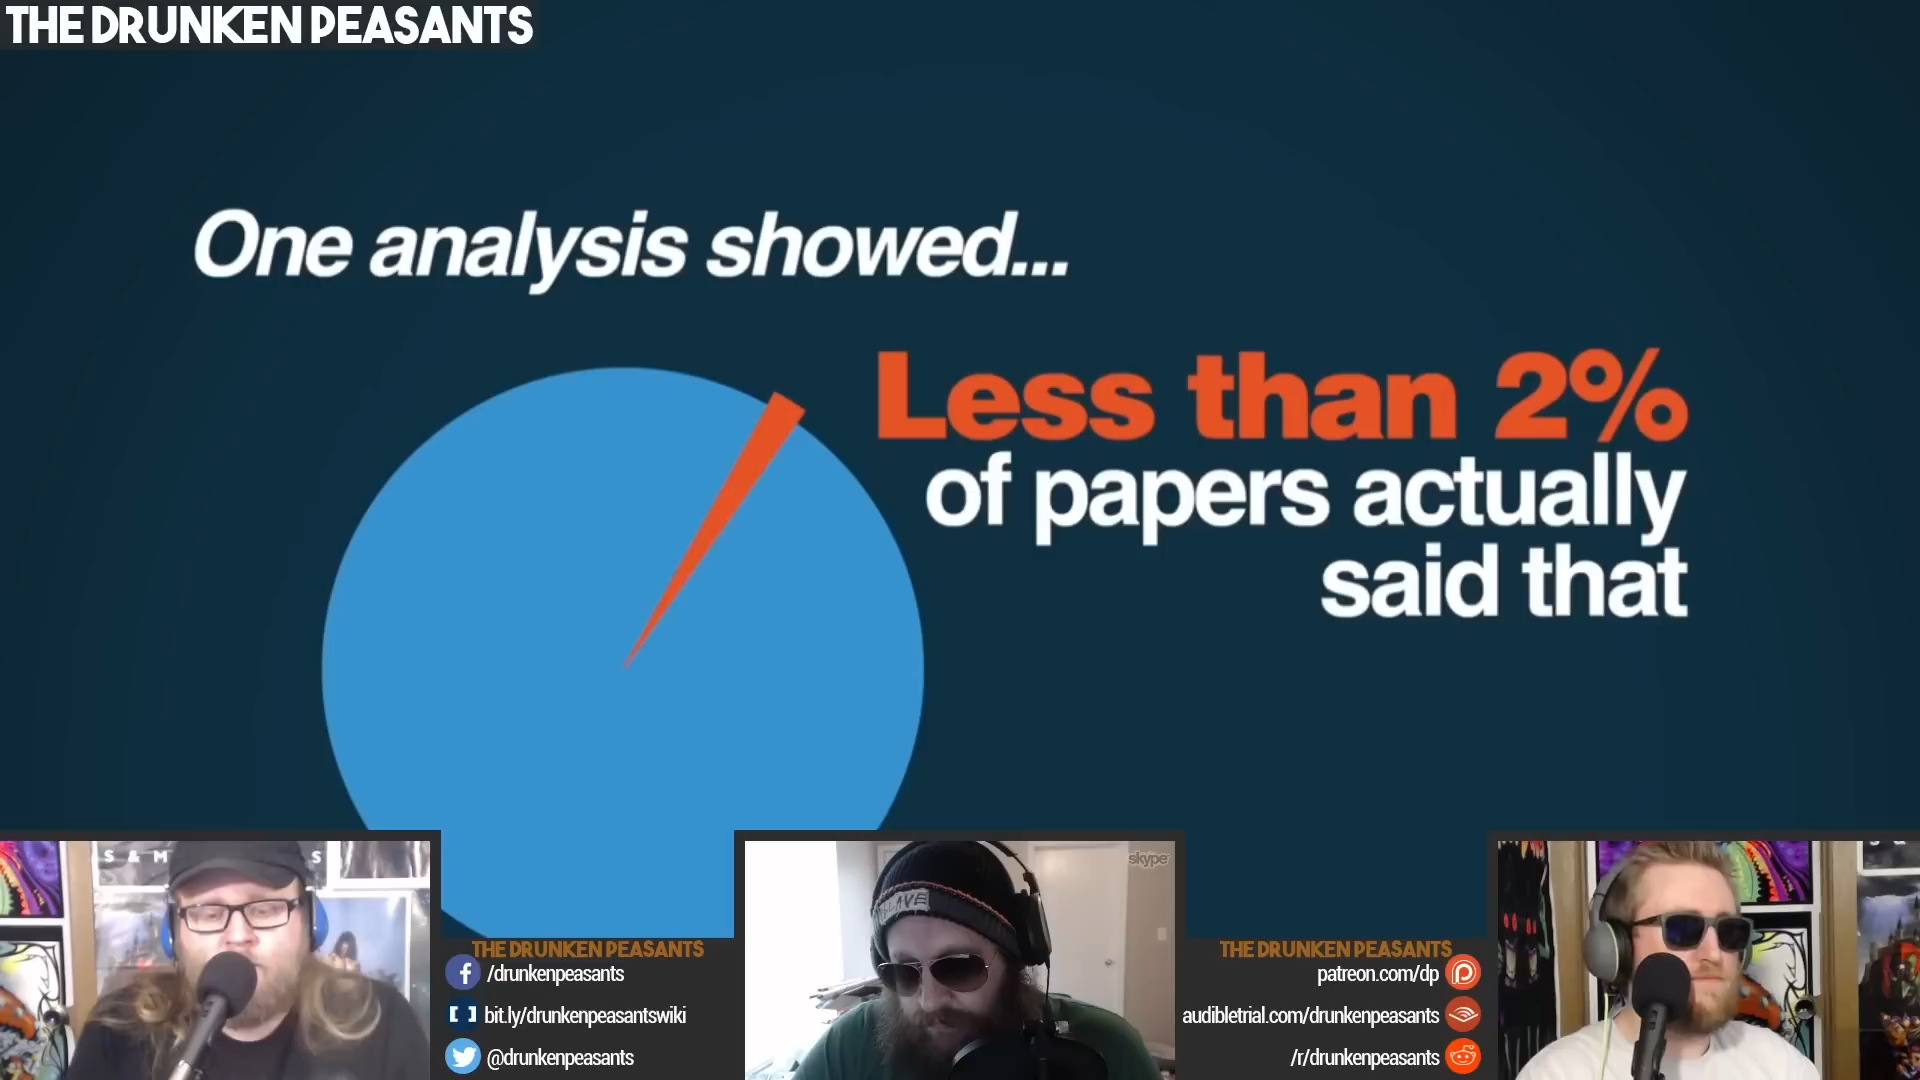 THE DRUNKEN PEASANTS
One analysis showed...
Less than 2%
of papers actually
said that
S & M S
skype
SLAVE
THE DRUNKEN PEASANTS
/drunkenpeasants
bit.ly/drunkenpeasantswiki
@drunkenpeasants
THE DRUNKEN PEASANTS
patreon.com/dp
audibletrial.com/drunkenpeasants
/r/drunkenpeasants